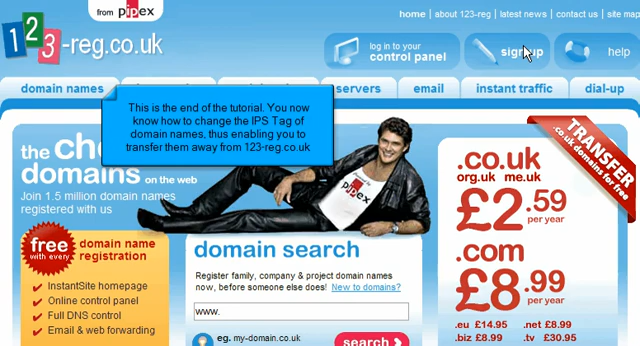 from pipex
home | about 123-reg | latest news | contact us | site map
123-reg.co.uk
log in to your
control panel
sign up
help
domain names
servers
email
instant traffic
dial-up
This is the end of the tutorial. You now
know how to change the IPS Tag of
domain names, thus enabling you to
transfer them away from 123-reg.co.uk
the
domains on the web
Join 1.5 million domain names
registered with us
pipex
TRANSFER
.co.uk domains for free
.co.uk
org.uk me.uk
£2.59
per year
.com
£8.99
per year
.eu £14.95 .net £8.99
.biz £8.99 .tv £30.95
free
with every
domain name
registration
InstantSite homepage
Online control panel
Full DNS control
Email & web forwarding
domain search
Register family, company & project domain names
now, before someone else does! New to domains?
www.
eg. my-domain.co.uk
search